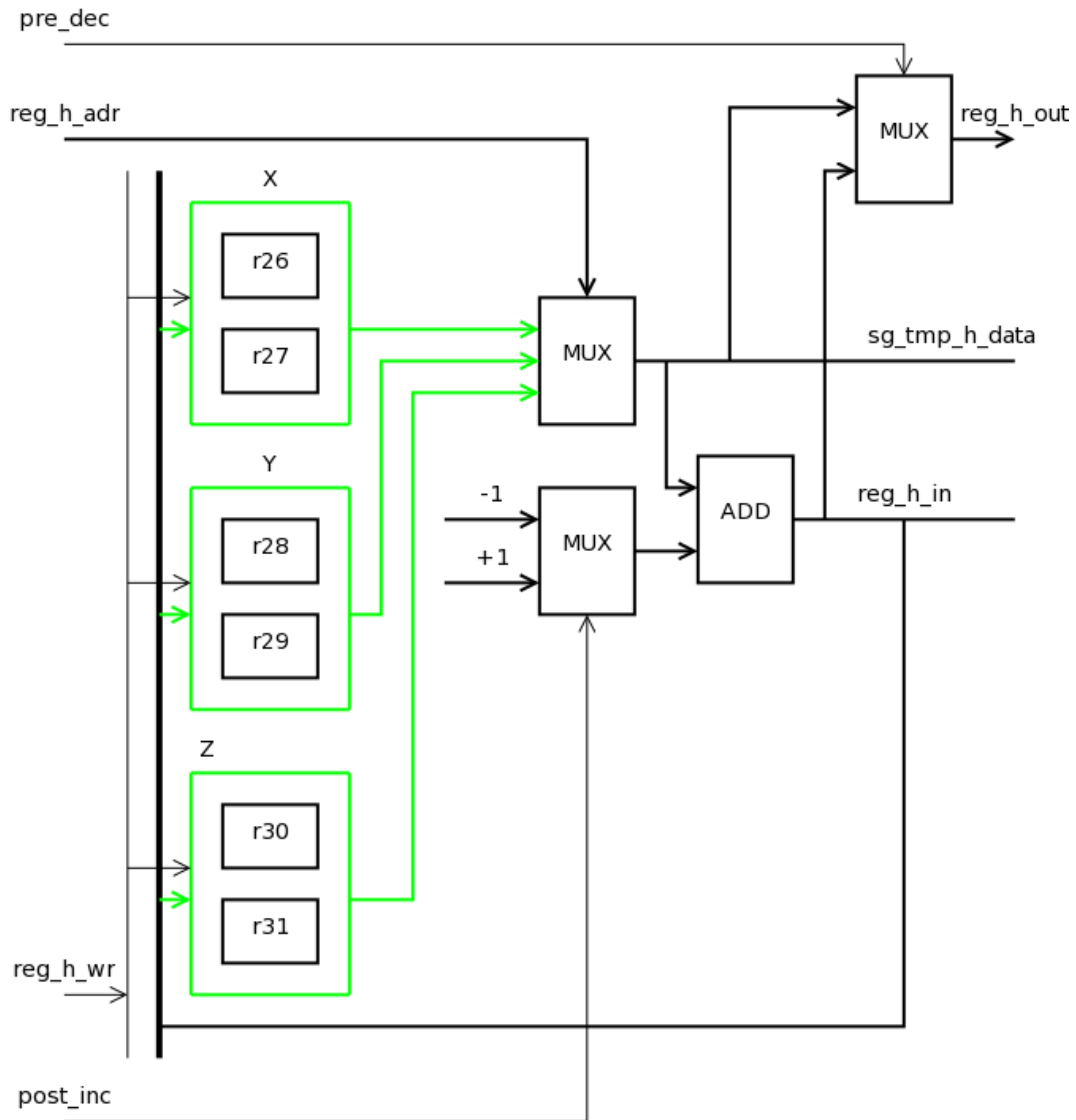 pre_dec
reg_h_adr
MUX
reg_h_out
X
r26
r27
MUX
sg_tmp_h_data
Y
-1
+1
MUX
ADD
reg_h_in
r28
r29
Z
r30
r31
reg_h_wr
post_inc